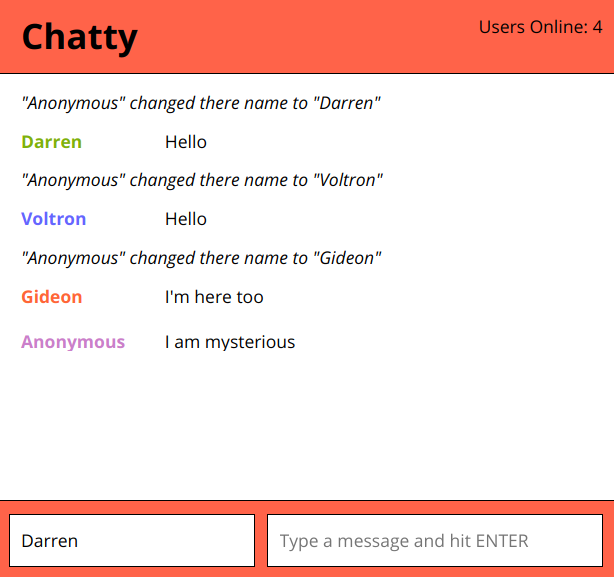 Chatty
Users Online: 4
"Anonymous" changed there name to "Darren"
Darren Hello
"Anonymous" changed there name to "Voltron"
Voltron Hello
"Anonymous" changed there name to "Gideon"
Gideon I'm here too
Anonymous I am mysterious
Darren
Type a message and hit ENTER